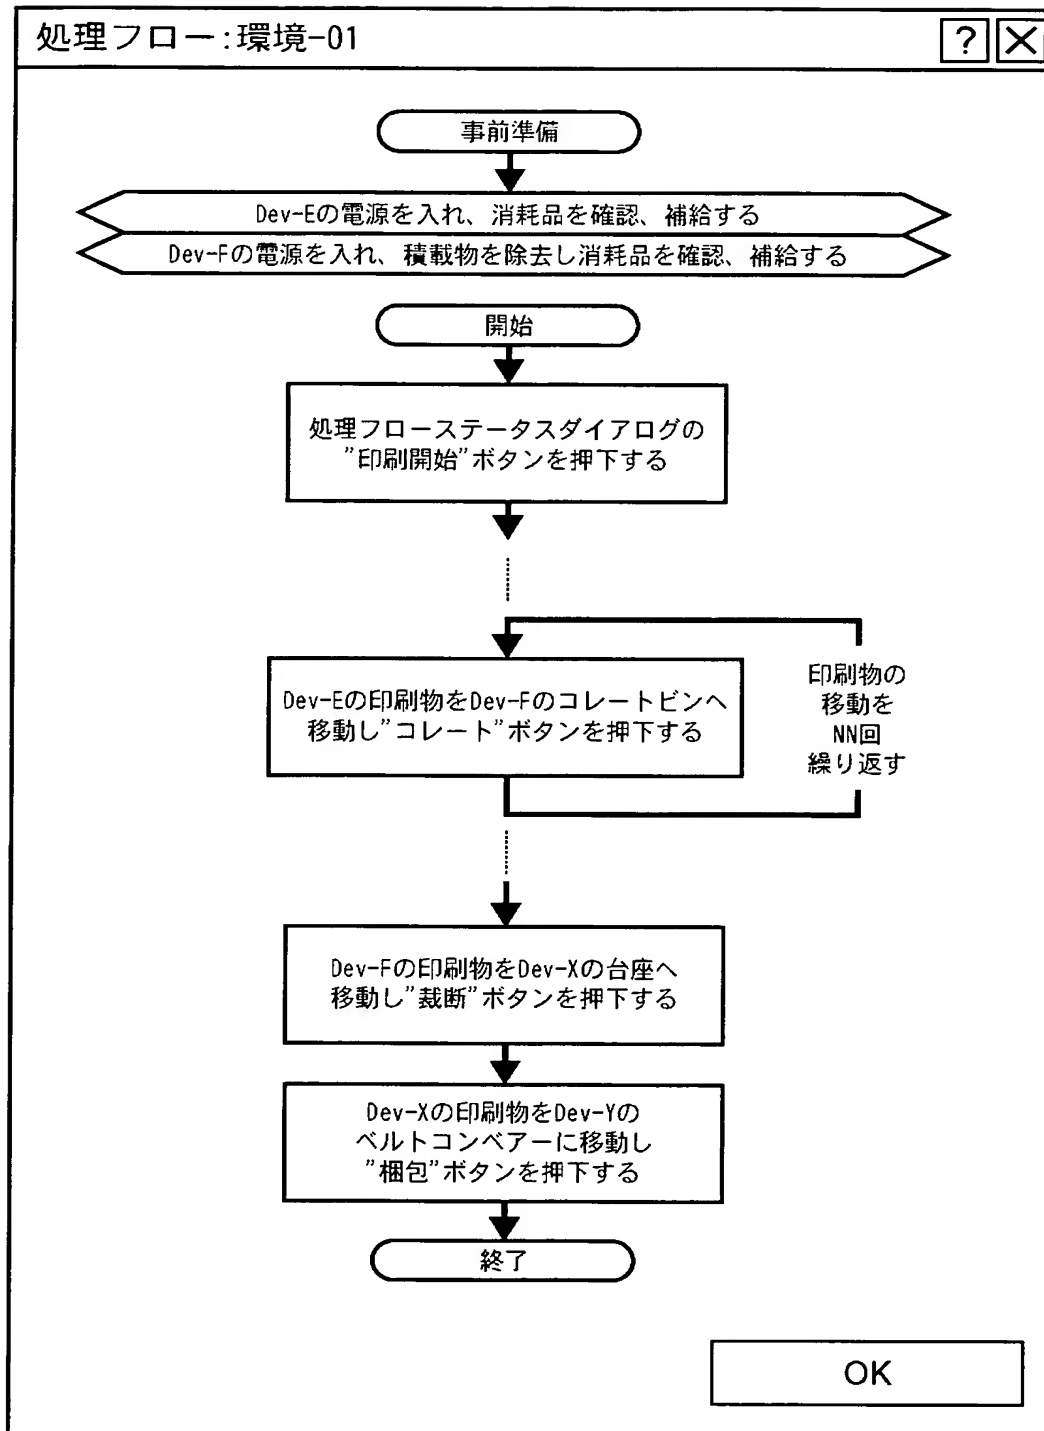 処理フロー:環境-01
?
事前準備
Dev-Eの電源を入れ、消耗品を確認、補給する
Dev-Fの電源を入れ、積載物を除去し消耗品を確認、補給する
開始
処理フローステータスダイアログの
”印刷開始”ボタンを押下する
Dev-Eの印刷物をDev-Fのコレートビンへ
移動し”コレート”ボタンを押下する
印刷物の
移動を
NN回
繰り返す
Dev-Fの印刷物をDev-Xの台座へ
移動し”裁断”ボタンを押下する
Dev-Xの印刷物をDev-Yの
ベルトコンベアーに移動し
”梱包”ボタンを押下する
終了
OK